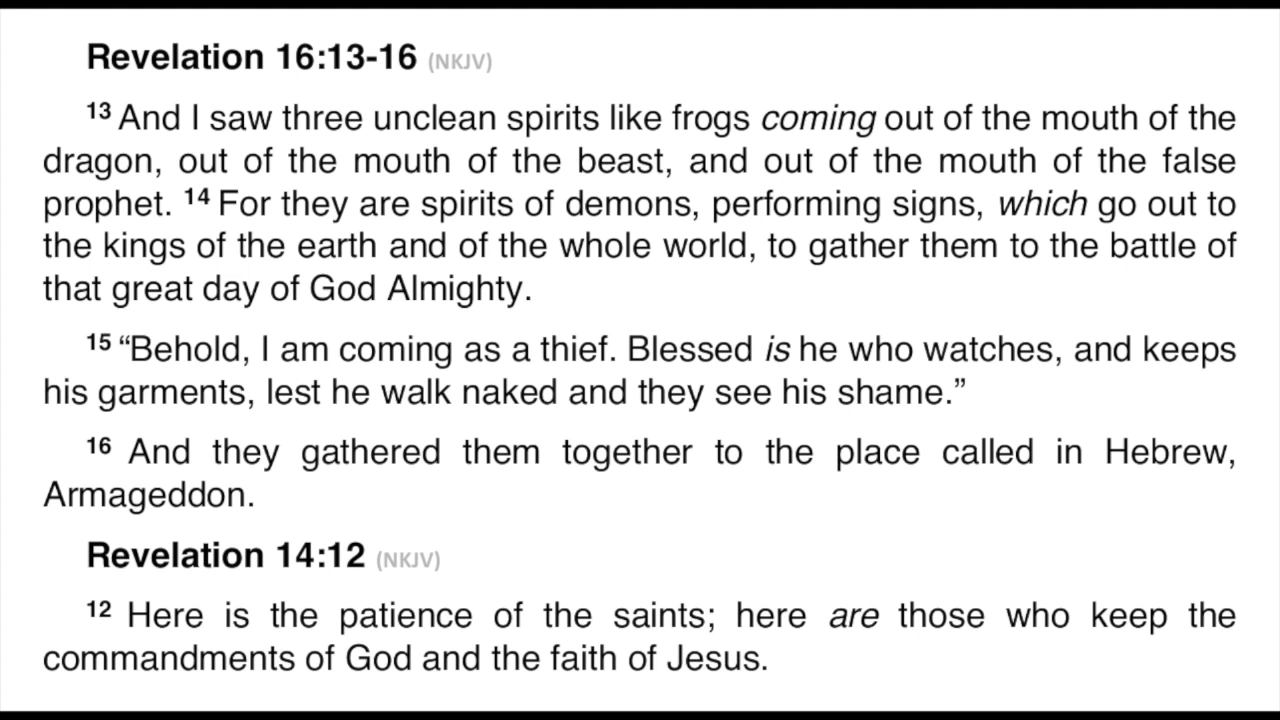 Revelation 16:13-16 (NKJV)
13 And I saw three unclean spirits like frogs coming out of the mouth of the
dragon, out of the mouth of the beast, and out of the mouth of the false
prophet. 14 For they are spirits of demons, performing signs, which go out to
the kings of the earth and of the whole world, to gather them to the battle of
that great day of God Almighty.
15 “Behold, I am coming as a thief. Blessed is he who watches, and keeps
his garments, lest he walk naked and they see his shame.”
16 And they gathered them together to the place called in Hebrew,
Armageddon.
Revelation 14:12 (NKJV)
12 Here is the patience of the saints; here are those who keep the
commandments of God and the faith of Jesus.